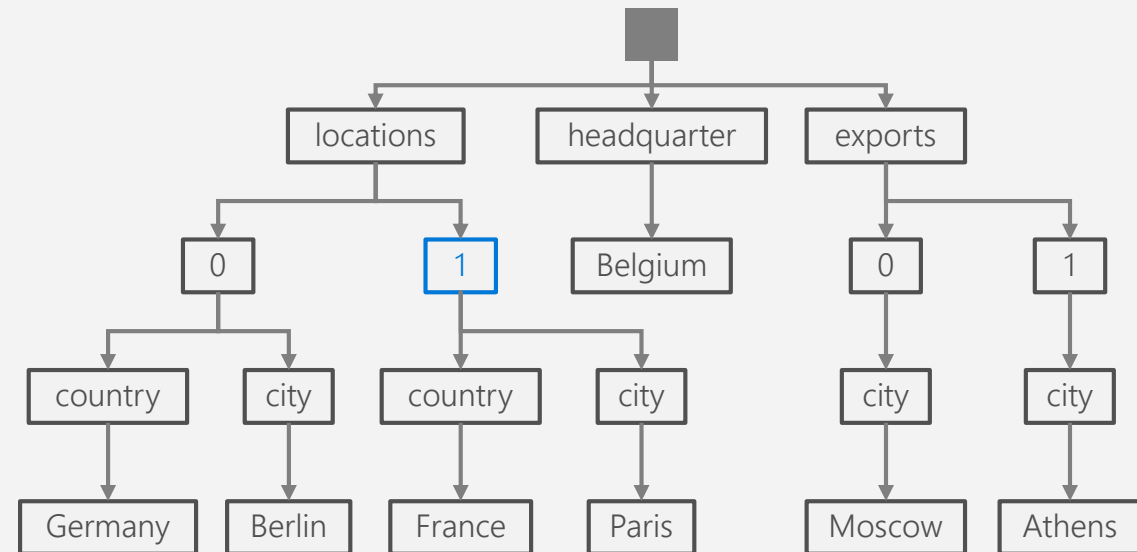 locations
headquarter
exports
0
1
Belgium
0
1
country
city
country
city
city
city
Germany
Berlin
France
Paris
Moscow
Athens